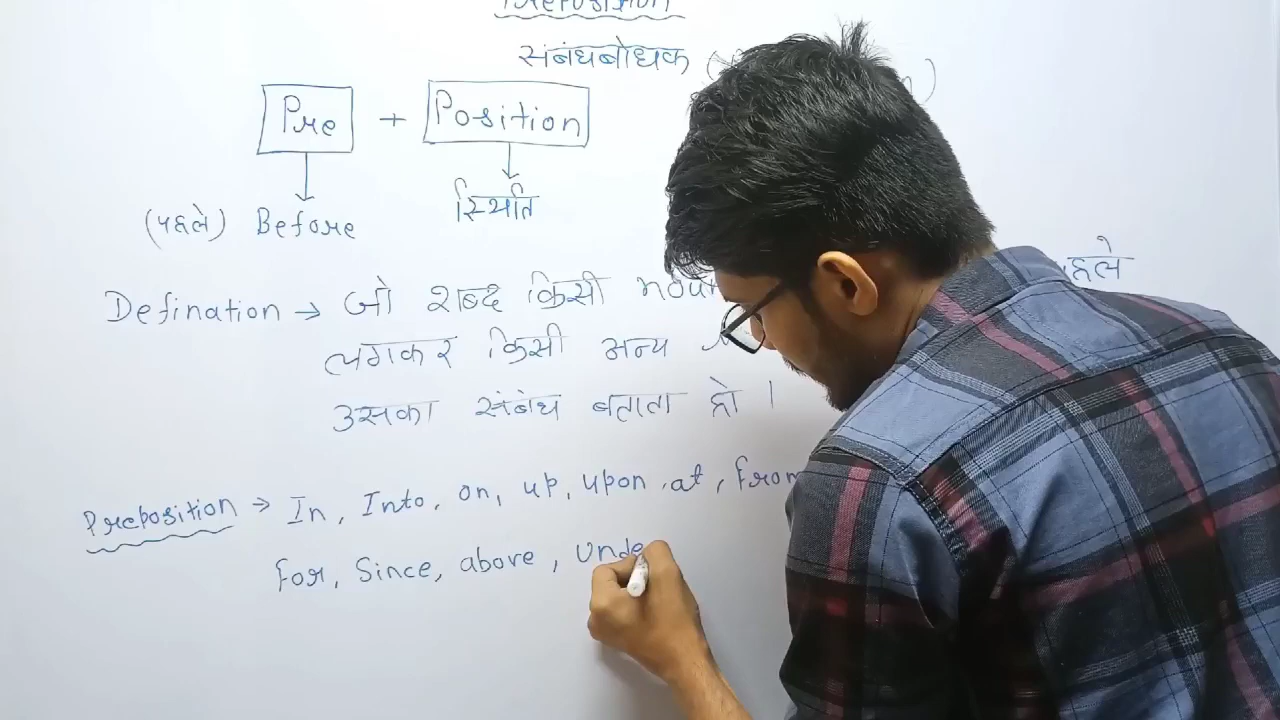 Preposition
संबंधबोधक
Pre + Position
स्थिति
(पहले) Before
Defination → जो शब्द किसी पहले
लगाकर किसी अन्य
उसका संबंध बताता हो ।
Preposition → In, Into, on, up, upon, at, from
for, Since, above, Unde